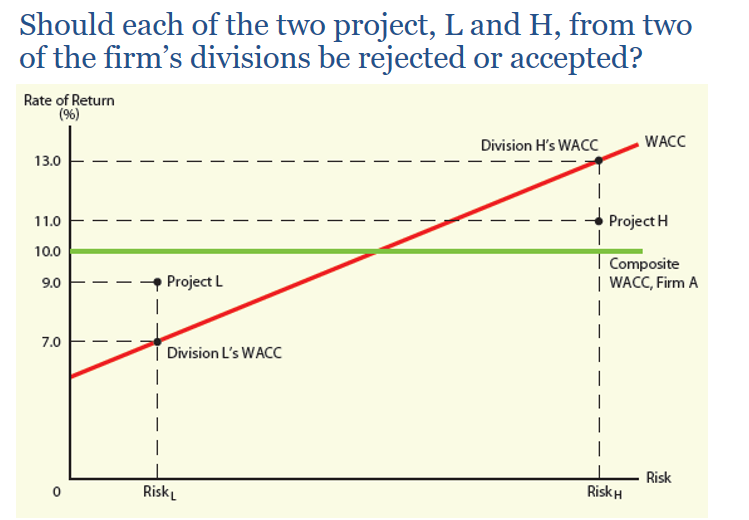 Should each of the two project, L and H, from two
of the firm's divisions be rejected or accepted?
Rate of Return
(%)
Division H's WACC
WACC
13.0
11.0
Project H
10.0
Composite
WACC, Firm A
9.0
Project L
7.0
Division L's WACC
Risk
0
Risk L
Risk H